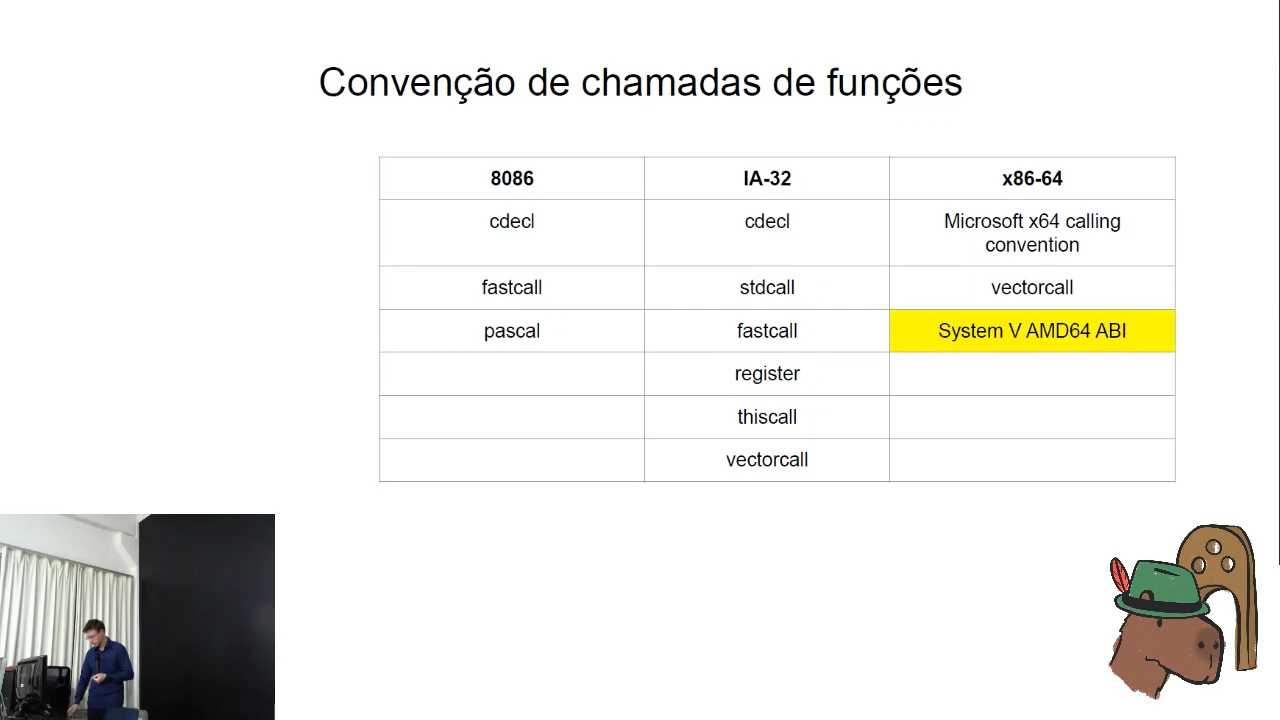 Convenção de chamadas de funções
8086 IA-32 x86-64
cdecl cdecl Microsoft x64 calling
convention
fastcall stdcall vectorcall
pascal fastcall System V AMD64 ABI
register
thiscall
vectorcall